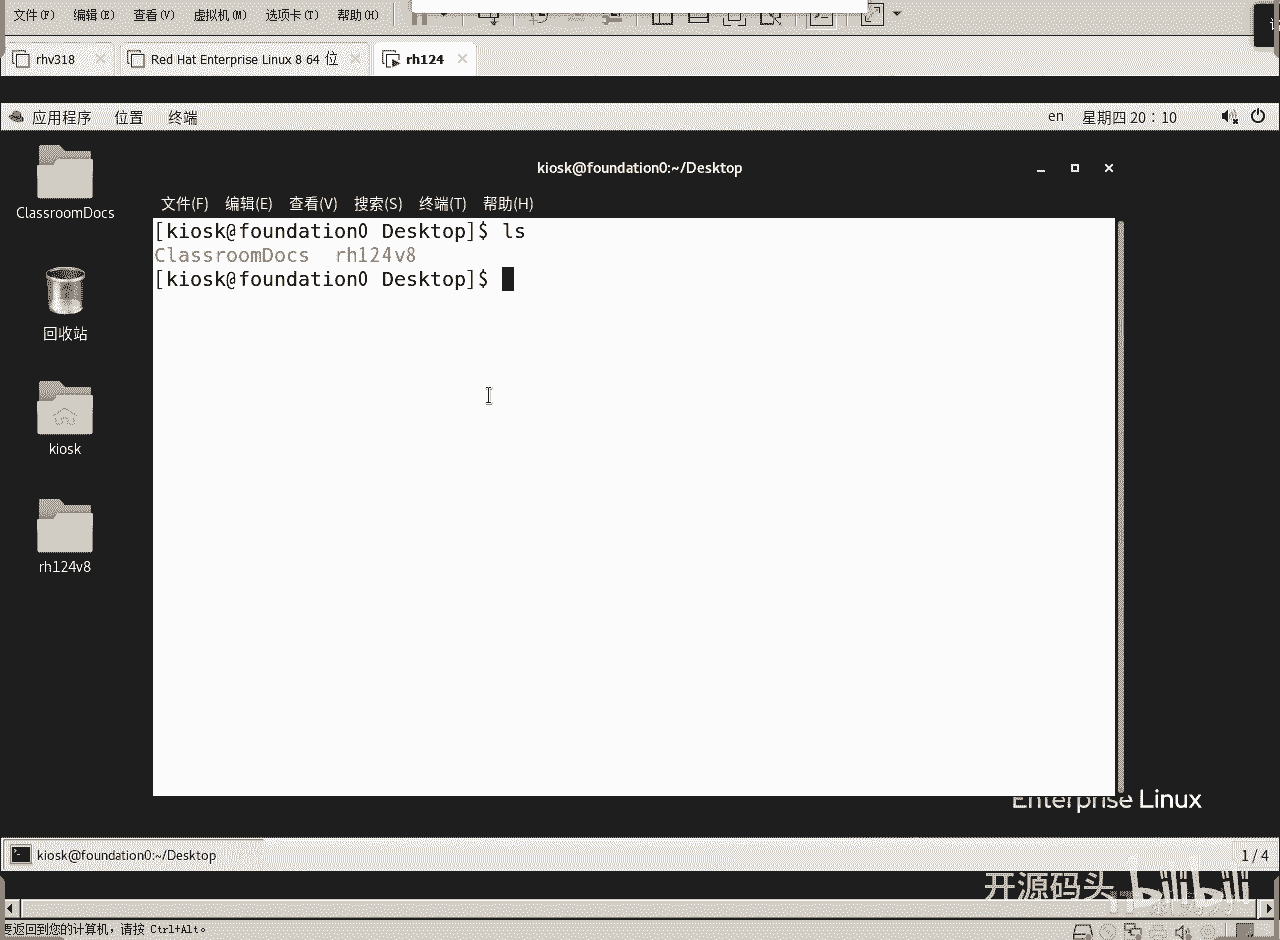 文件(F) 编辑(E) 查看(V) 虚拟机(M) 选项卡(T) 帮助(H)
rhv318 Red Hat Enterprise Linux 8 64 位 rh124
应用程序 位置 终端 en 星期四 20：10
ClassroomDocs
回收站
kiosk
rh124v8
kiosk@foundation0:~/Desktop
文件(F) 编辑(E) 查看(V) 搜索(S) 终端(T) 帮助(H)
[kiosk@foundation0 Desktop]$ ls
ClassroomDocs rh124v8
[kiosk@foundation0 Desktop]$
Enterprise Linux
kiosk@foundation0:~/Desktop 1 / 4
开源码头 bilibili
要返回到您的计算机，请按 Ctrl+Alt。